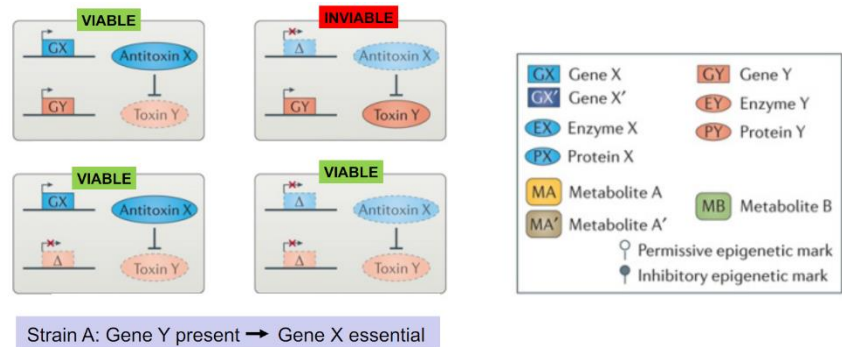 VIABLE
GX
Antitoxin X
GY
Toxin Y
INVIABLE
Δ
Antitoxin X
GY
Toxin Y
VIABLE
GX
Antitoxin X
Δ
Toxin Y
VIABLE
Δ
Antitoxin X
Δ
Toxin Y
Strain A: Gene Y present → Gene X essential
GX Gene X
GX′ Gene X′
EX Enzyme X
PX Protein X
GY Gene Y
EY Enzyme Y
PY Protein Y
MA Metabolite A
MA′ Metabolite A′
MB Metabolite B
Permissive epigenetic mark
Inhibitory epigenetic mark